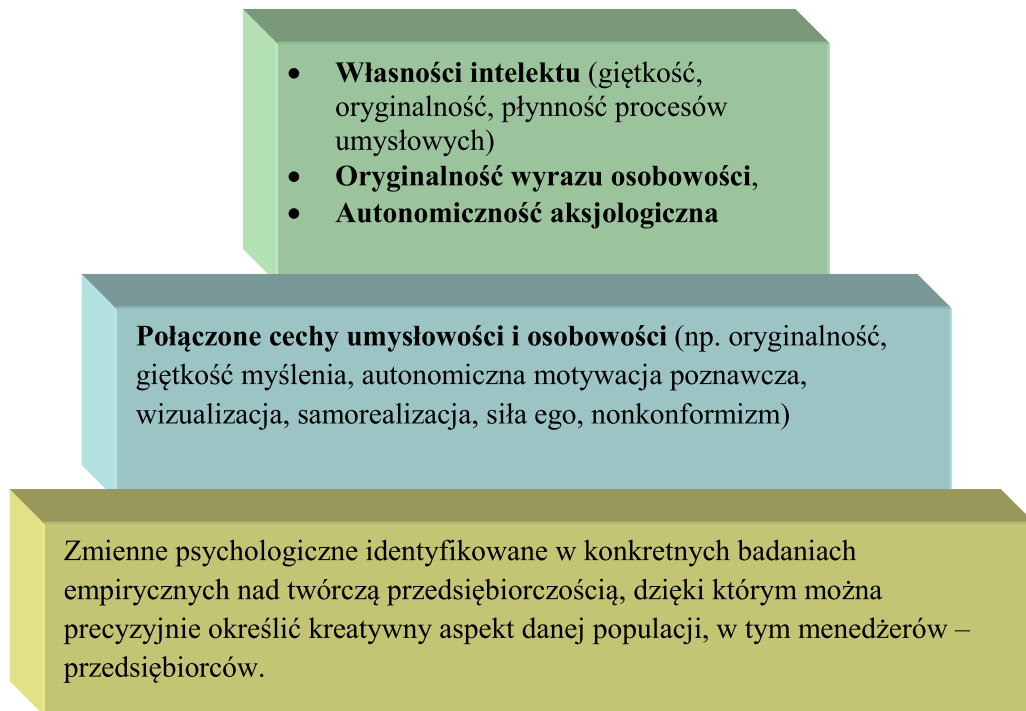 • Własności intelektu (giętkość,
oryginalność, płynność procesów
umysłowych)
• Oryginalność wyrazu osobowości,
• Autonomiczność aksjologiczna
Połączone cechy umysłowości i osobowości (np. oryginalność,
giętkość myślenia, autonomiczna motywacja poznawcza,
wizualizacja, samorealizacja, siła ego, nonkonformizm)
Zmienne psychologiczne identyfikowane w konkretnych badaniach
empirycznych nad twórczą przedsiębiorczością, dzięki którym można
precyzyjnie określić kreatywny aspekt danej populacji, w tym menedżerów –
przedsiębiorców.